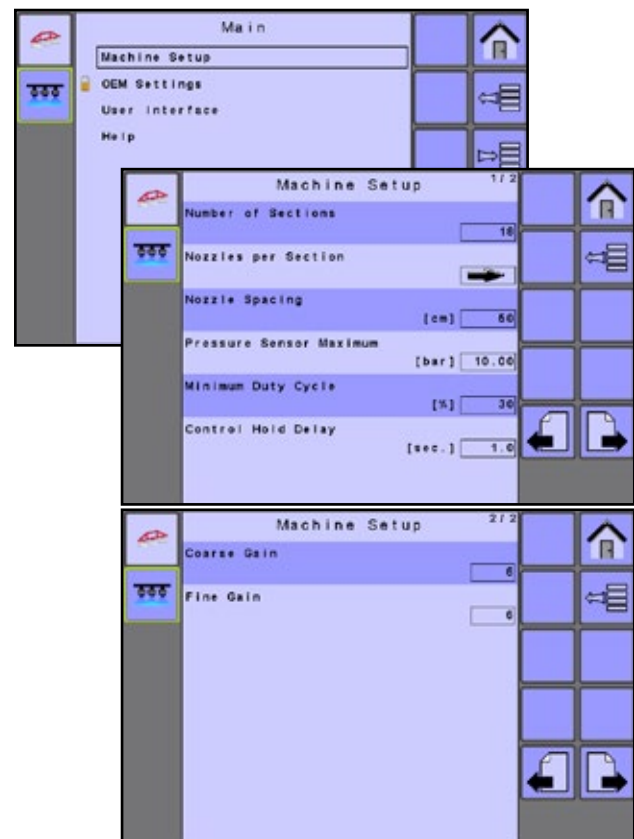 Main
Machine Setup
OEM Settings
User Interface
Help
Machine Setup 1/2
Number of Sections
16
Nozzles per Section
Nozzle Spacing
[cm] 50
Pressure Sensor Maximum
[bar] 10.00
Minimum Duty Cycle
[%] 30
Control Hold Delay
[sec.] 1.0
Machine Setup 2/2
Coarse Gain
6
Fine Gain
6